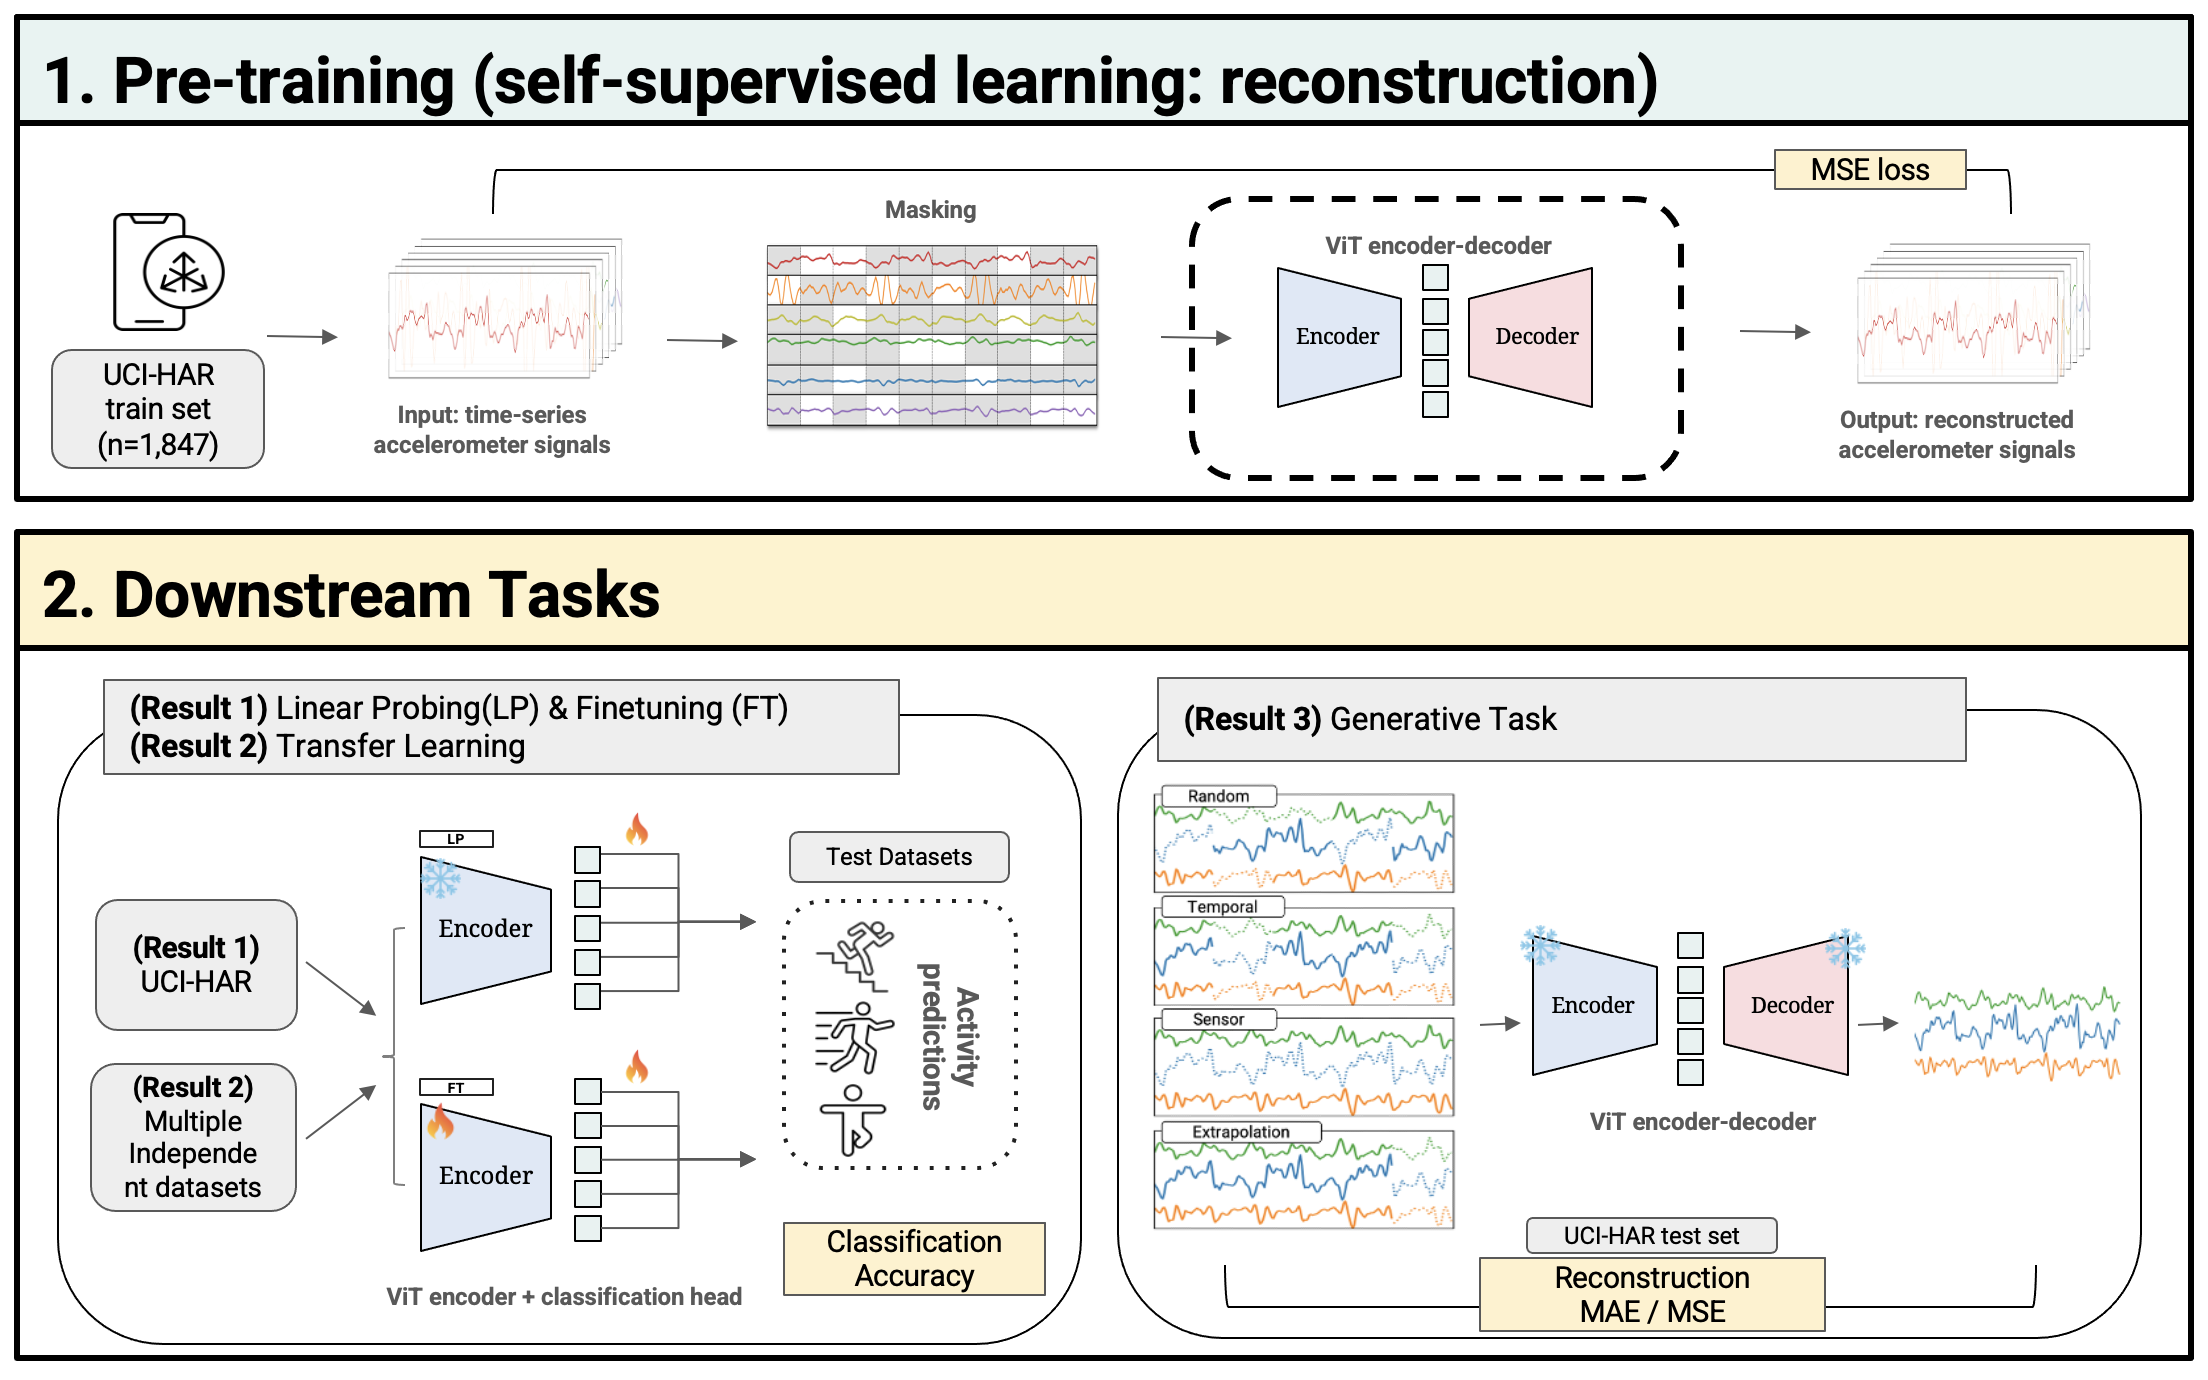 1. Pre-training (self-supervised learning: reconstruction)
MSE loss
Masking
ViT encoder-decoder
Encoder
Decoder
UCI-HAR
train set
(n=1,847)
Input: time-series
accelerometer signals
Output: reconstructed
accelerometer signals
2. Downstream Tasks
(Result 1) Linear Probing(LP) & Finetuning (FT)
(Result 2) Transfer Learning
(Result 1)
UCI-HAR
(Result 2)
Multiple
Independe
nt datasets
LP
Encoder
FT
Encoder
ViT encoder + classification head
Test Datasets
Activity
predictions
Classification
Accuracy
(Result 3) Generative Task
Random
Temporal
Sensor
Extrapolation
Encoder
Decoder
ViT encoder-decoder
UCI-HAR test set
Reconstruction
MAE / MSE